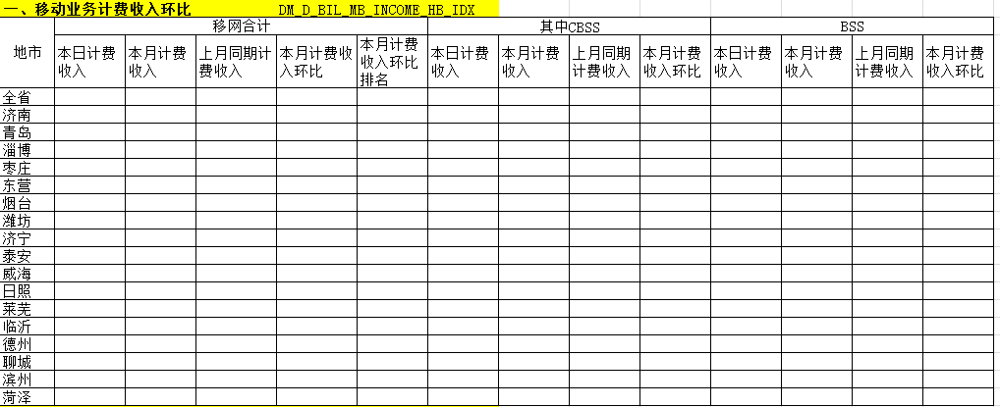 一、移动业务计费收入环比 DM_D_BIL_MB_INCOME_HB_IDX
地市
移网合计
其中CBSS
BSS
本日计费
收入
本月计费
收入
上月同期计
费收入
本月计费收
入环比
本月计费
收入环比
排名
本日计费
收入
本月计费
收入
上月同期
计费收入
本月计费
收入环比
本日计费
收入
本月计费
收入
上月同期
计费收入
本月计费
收入环比
全省
济南
青岛
淄博
枣庄
东营
烟台
潍坊
济宁
泰安
威海
日照
莱芜
临沂
德州
聊城
滨州
菏泽